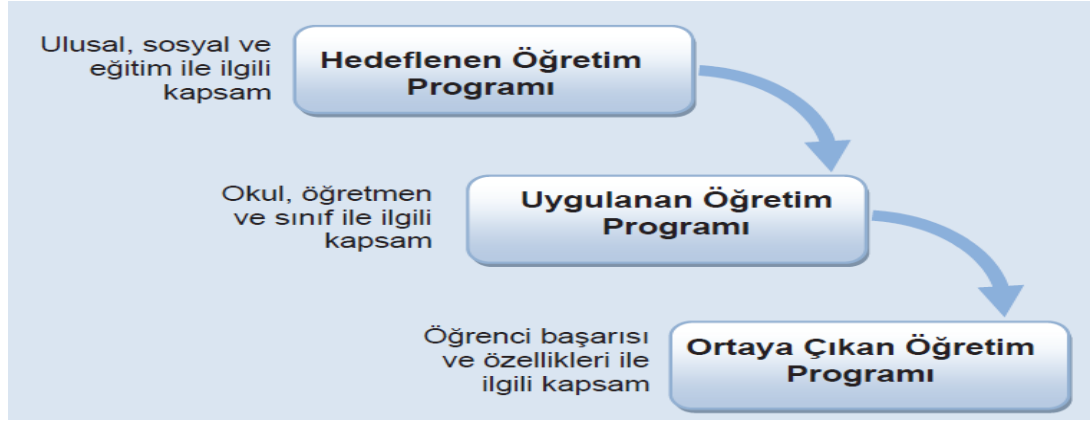 Ulusal, sosyal ve
eğitim ile ilgili
kapsam
Hedeflenen Öğretim
Programı
Okul, öğretmen
ve sınıf ile ilgili
kapsam
Uygulanan Öğretim
Programı
Öğrenci başarısı
ve özellikleri ile
ilgili kapsam
Ortaya Çıkan Öğretim
Programı